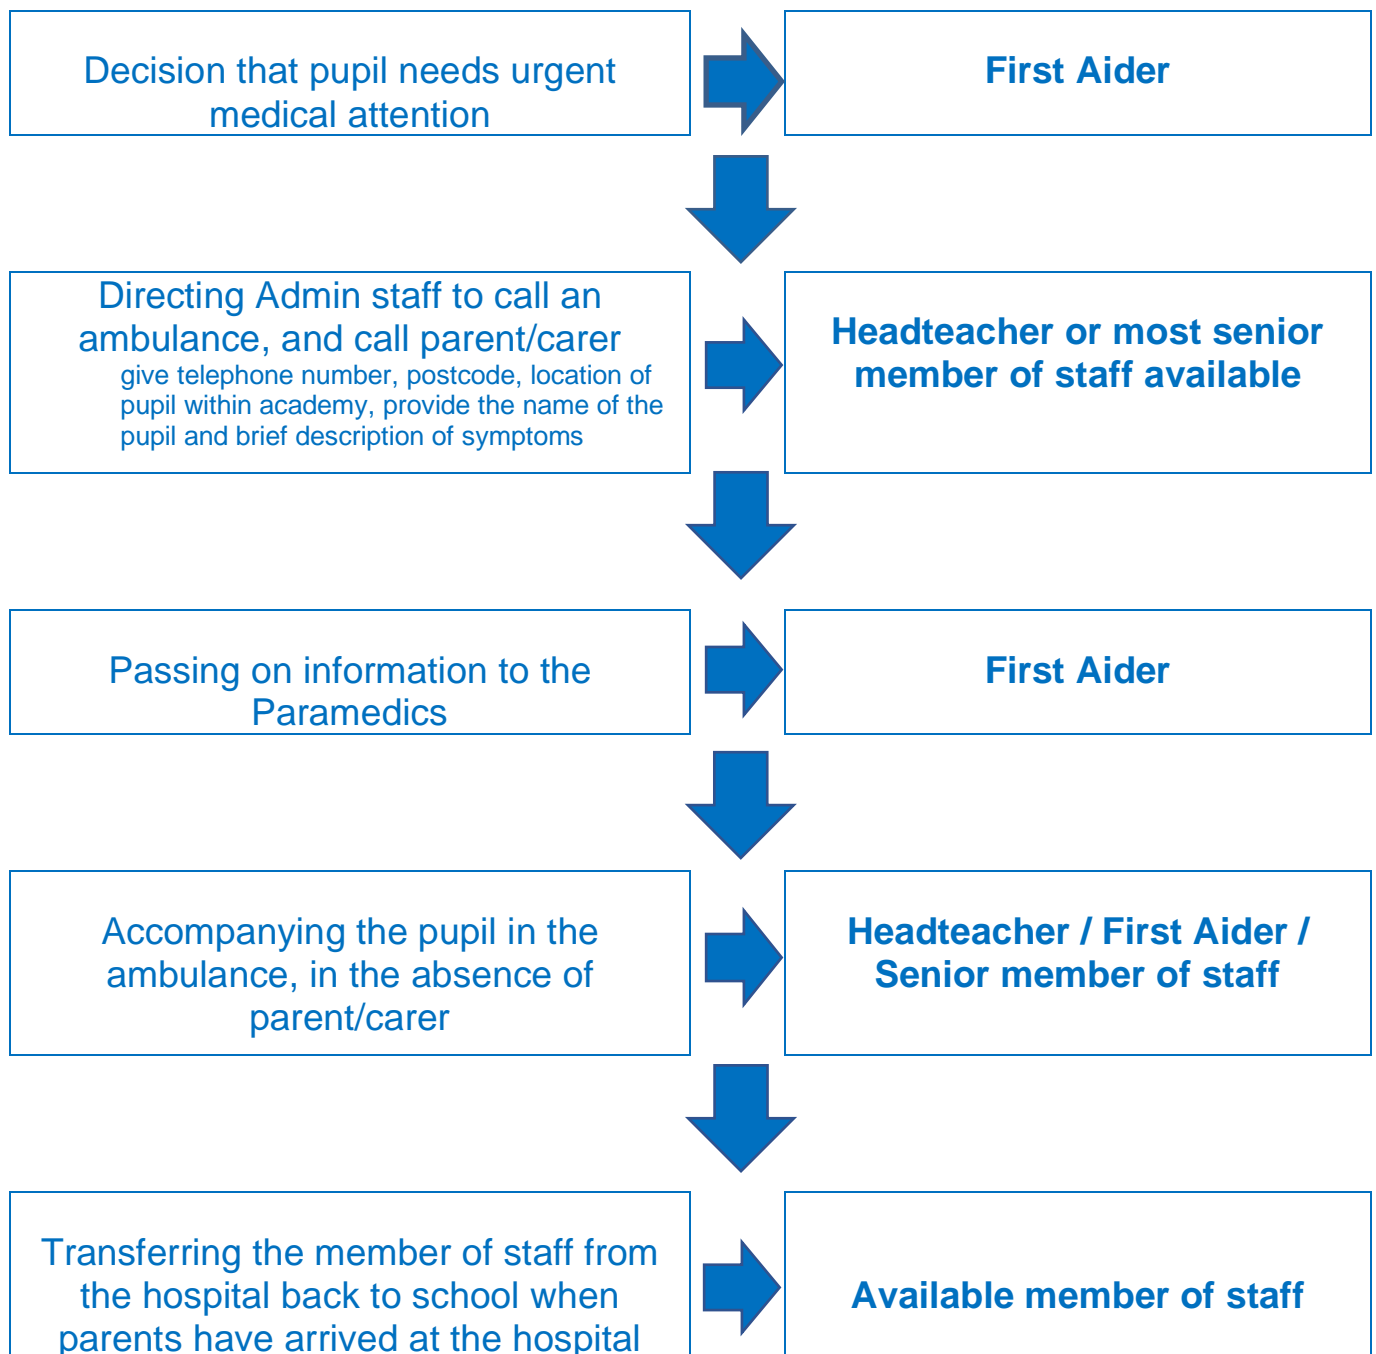 Decision that pupil needs urgent
medical attention
First Aider
Directing Admin staff to call an
ambulance, and call parent/carer
give telephone number, postcode, location of
pupil within academy, provide the name of the
pupil and brief description of symptoms
Headteacher or most senior
member of staff available
Passing on information to the
Paramedics
First Aider
Accompanying the pupil in the
ambulance, in the absence of
parent/carer
Headteacher / First Aider /
Senior member of staff
Transferring the member of staff from
the hospital back to school when
parents have arrived at the hospital
Available member of staff